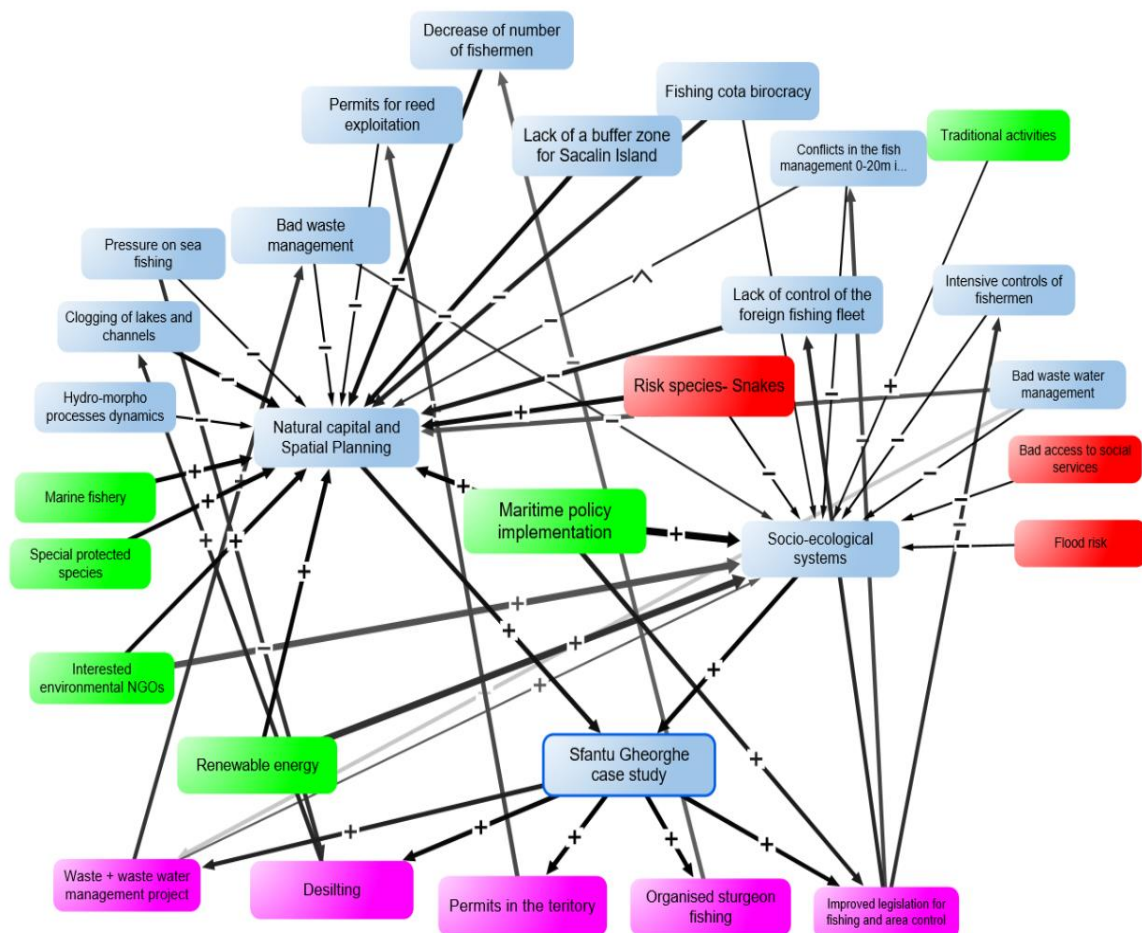 Decrease of number
of fishermen
Permits for reed
exploitation
Fishing cota birocracy
Lack of a buffer zone
for Sacalin Island
Conflicts in the fish
management 0-20m i...
Traditional activities
Bad waste
management
Pressure on sea
fishing
Clogging of lakes and
channels
Lack of control of the
foreign fishing fleet
Intensive controls of
fishermen
Hydro-morpho
processes dynamics
Natural capital and
Spatial Planning
Risk species- Snakes
Bad waste water
management
Bad access to social
services
Marine fishery
Special protected
species
Maritime policy
implementation
Socio-ecological
systems
Flood risk
Interested
environmental NGOs
Renewable energy
Sfantu Gheorghe
case study
Waste + waste water
management project
Desilting
Permits in the teritory
Organised sturgeon
fishing
Improved legislation for
fishing and area control